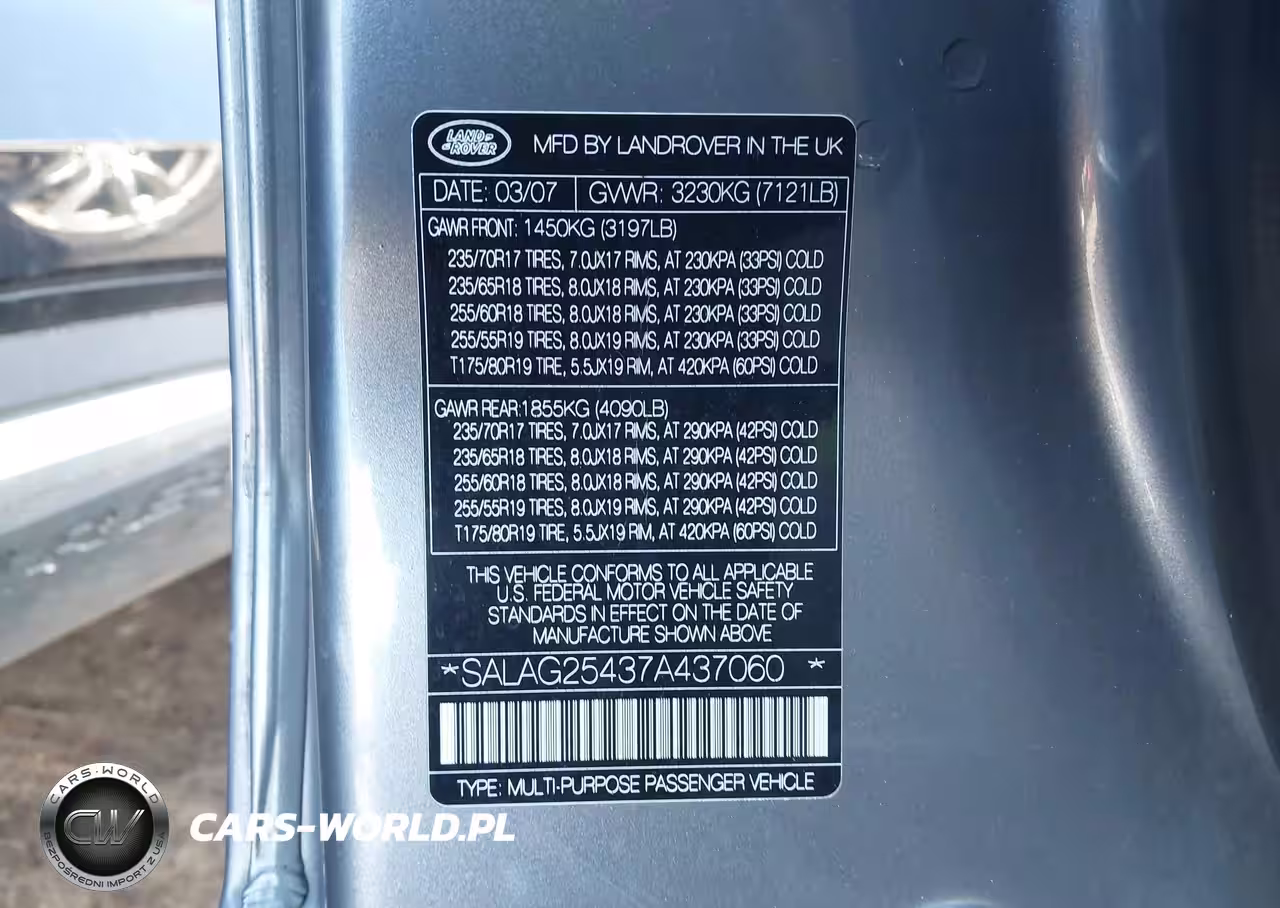 LAND ROVER
MFD BY LANDROVER IN THE UK
DATE: 03/07 GVWR: 3230KG (7121LB)
GAWR FRONT: 1450KG (3197LB)
235/70R17 TIRES, 7.0JX17 RIMS, AT 230KPA (33PSI) COLD
235/65R18 TIRES, 8.0JX18 RIMS, AT 230KPA (33PSI) COLD
255/60R18 TIRES, 8.0JX18 RIMS, AT 230KPA (33PSI) COLD
255/55R19 TIRES, 8.0JX19 RIMS, AT 230KPA (33PSI) COLD
T175/80R19 TIRE, 5.5JX19 RIM, AT 420KPA (60PSI) COLD
GAWR REAR:1855KG (4090LB)
235/70R17 TIRES, 7.0JX17 RIMS, AT 290KPA (42PSI) COLD
235/65R18 TIRES, 8.0JX18 RIMS, AT 290KPA (42PSI) COLD
255/60R18 TIRES, 8.0JX18 RIMS, AT 290KPA (42PSI) COLD
255/55R19 TIRES, 8.0JX19 RIMS, AT 290KPA (42PSI) COLD
T175/80R19 TIRE, 5.5JX19 RIM, AT 420KPA (60PSI) COLD
THIS VEHICLE CONFORMS TO ALL APPLICABLE
U.S. FEDERAL MOTOR VEHICLE SAFETY
STANDARDS IN EFFECT ON THE DATE OF
MANUFACTURE SHOWN ABOVE
*SALAG25437A437060 *
TYPE: MULTI-PURPOSE PASSENGER VEHICLE
CARS-WORLD
CW
BEZPOŚREDNI IMPORT Z USA
CARS-WORLD.PL